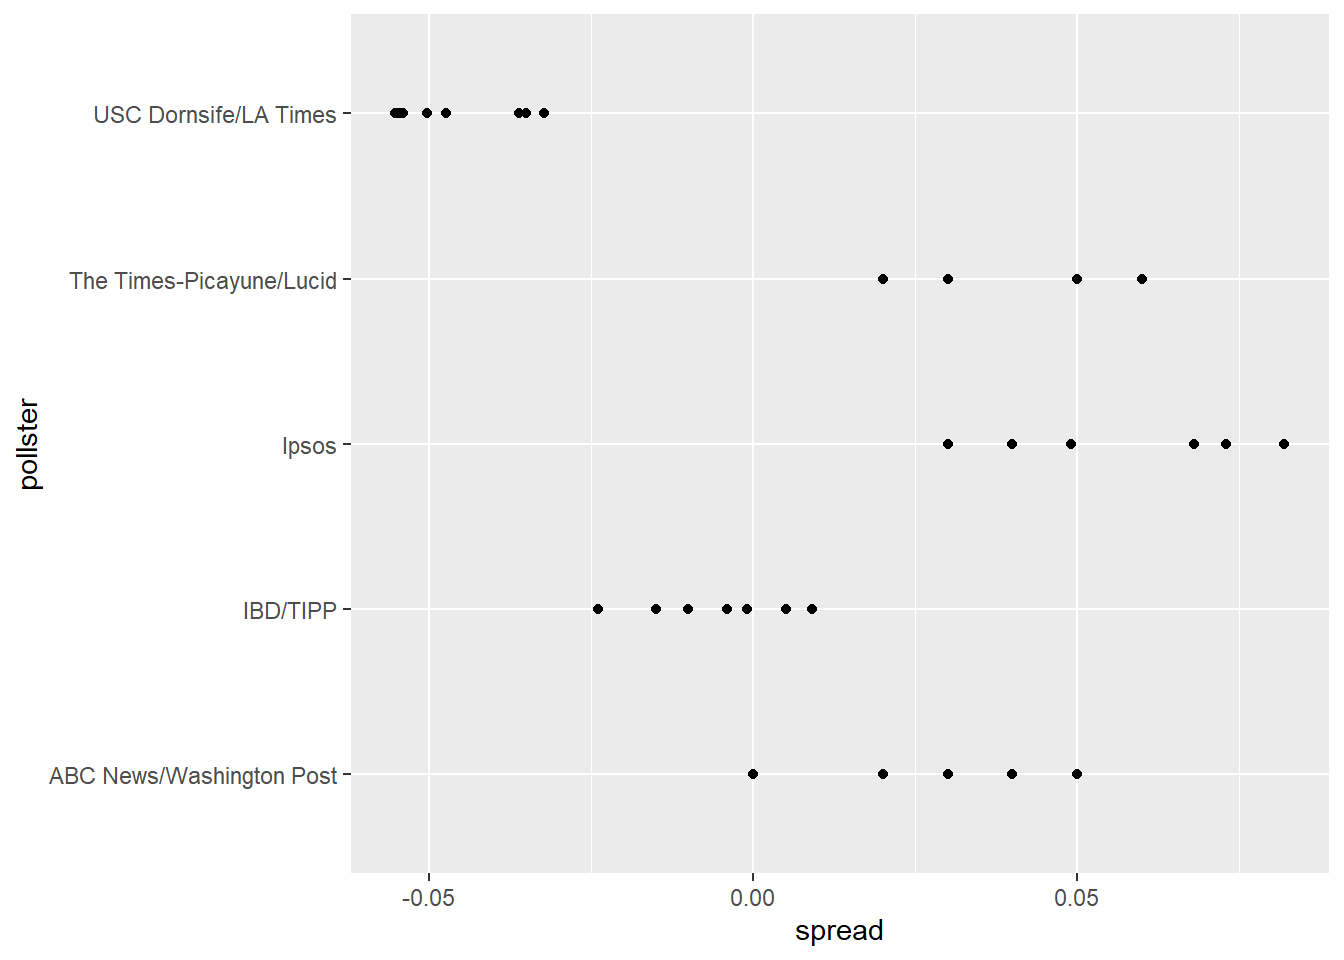 pollster
USC Dornsife/LA Times
The Times-Picayune/Lucid
Ipsos
IBD/TIPP
ABC News/Washington Post
-0.05 0.00 0.05
spread